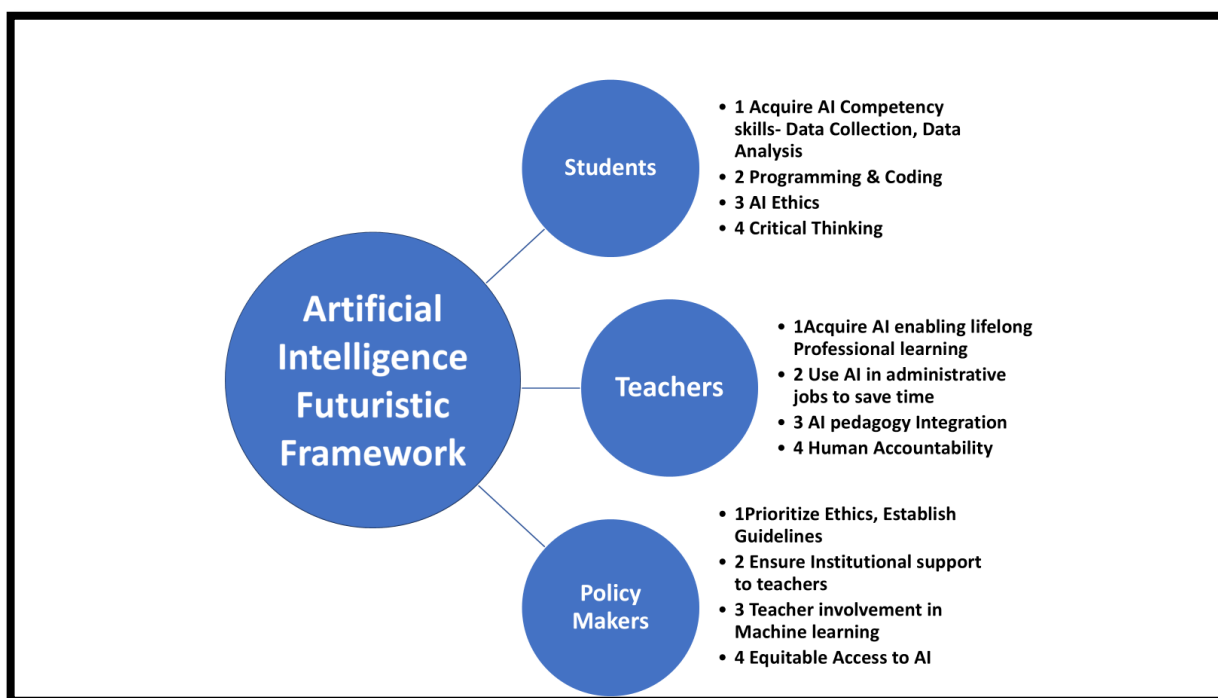 Artificial
Intelligence
Futuristic
Framework
Students
• 1 Acquire AI Competency
skills- Data Collection, Data
Analysis
• 2 Programming & Coding
• 3 AI Ethics
• 4 Critical Thinking
Teachers
• 1Acquire AI enabling lifelong
Professional learning
• 2 Use AI in administrative
jobs to save time
• 3 AI pedagogy Integration
• 4 Human Accountability
Policy
Makers
• 1Prioritize Ethics, Establish
Guidelines
• 2 Ensure Institutional support
to teachers
• 3 Teacher involvement in
Machine learning
• 4 Equitable Access to AI